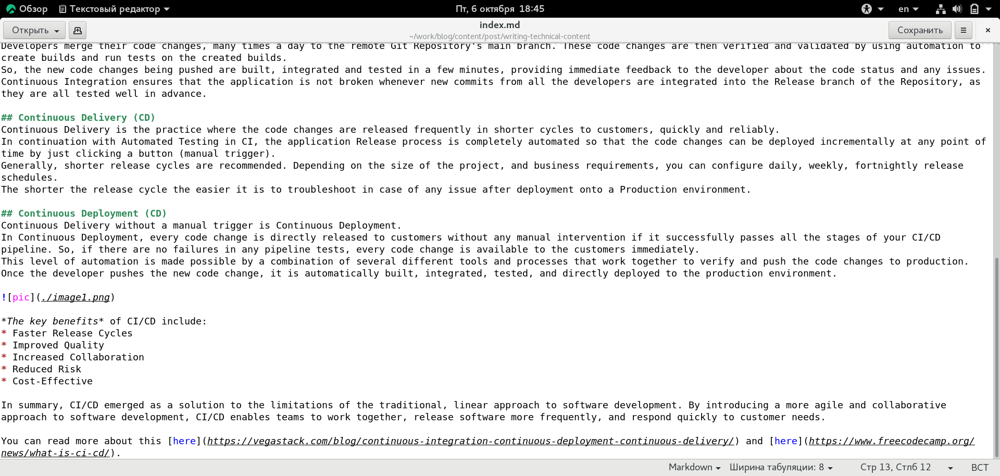 Обзор Текстовый редактор Пт, 6 октября 18:45 en
Открыть index.md Сохранить
~/work/blog/content/post/writing-technical-content
Developers merge their code changes, many times a day to the remote Git Repository's main branch. These code changes are then verified and validated by using automation to
create builds and run tests on the created builds.
So, the new code changes being pushed are built, integrated and tested in a few minutes, providing immediate feedback to the developer about the code status and any issues.
Continuous Integration ensures that the application is not broken whenever new commits from all the developers are integrated into the Release branch of the Repository, as
they are all tested well in advance.
## Continuous Delivery (CD)
Continuous Delivery is the practice where the code changes are released frequently in shorter cycles to customers, quickly and reliably.
In continuation with Automated Testing in CI, the application Release process is completely automated so that the code changes can be deployed incrementally at any point of
time by just clicking a button (manual trigger).
Generally, shorter release cycles are recommended. Depending on the size of the project, and business requirements, you can configure daily, weekly, fortnightly release
schedules.
The shorter the release cycle the easier it is to troubleshoot in case of any issue after deployment onto a Production environment.
## Continuous Deployment (CD)
Continuous Delivery without a manual trigger is Continuous Deployment.
In Continuous Deployment, every code change is directly released to customers without any manual intervention if it successfully passes all the stages of your CI/CD
pipeline. So, if there are no failures in any pipeline tests, every code change is available to the customers immediately.
This level of automation is made possible by a combination of several different tools and processes that work together to verify and push the code changes to production.
Once the developer pushes the new code change, it is automatically built, integrated, tested, and directly deployed to the production environment.
![pic](./image1.png)
*The key benefits* of CI/CD include:
* Faster Release Cycles
* Improved Quality
* Increased Collaboration
* Reduced Risk
* Cost-Effective
In summary, CI/CD emerged as a solution to the limitations of the traditional, linear approach to software development. By introducing a more agile and collaborative
approach to software development, CI/CD enables teams to work together, release software more frequently, and respond quickly to customer needs.
You can read more about this [here](https://vegastack.com/blog/continuous-integration-continuous-deployment-continuous-delivery/) and [here](https://www.freecodecamp.org/
news/what-is-ci-cd/).
Markdown Ширина табуляции: 8 Стр 13, Стлб 12 ВСТ